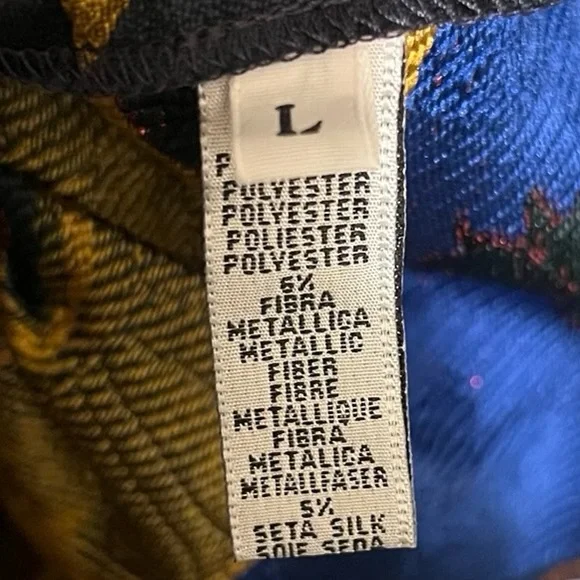 L
P
POLYESTER
POLYESTER
POLIESTER
POLYESTER
6%
FIBRA
METALLICA
METALLIC
FIBER
FIBRE
METALLIQUE
FIBRA
METALICA
METALLFASER
5%
SETA SILK
SOIE SEDA